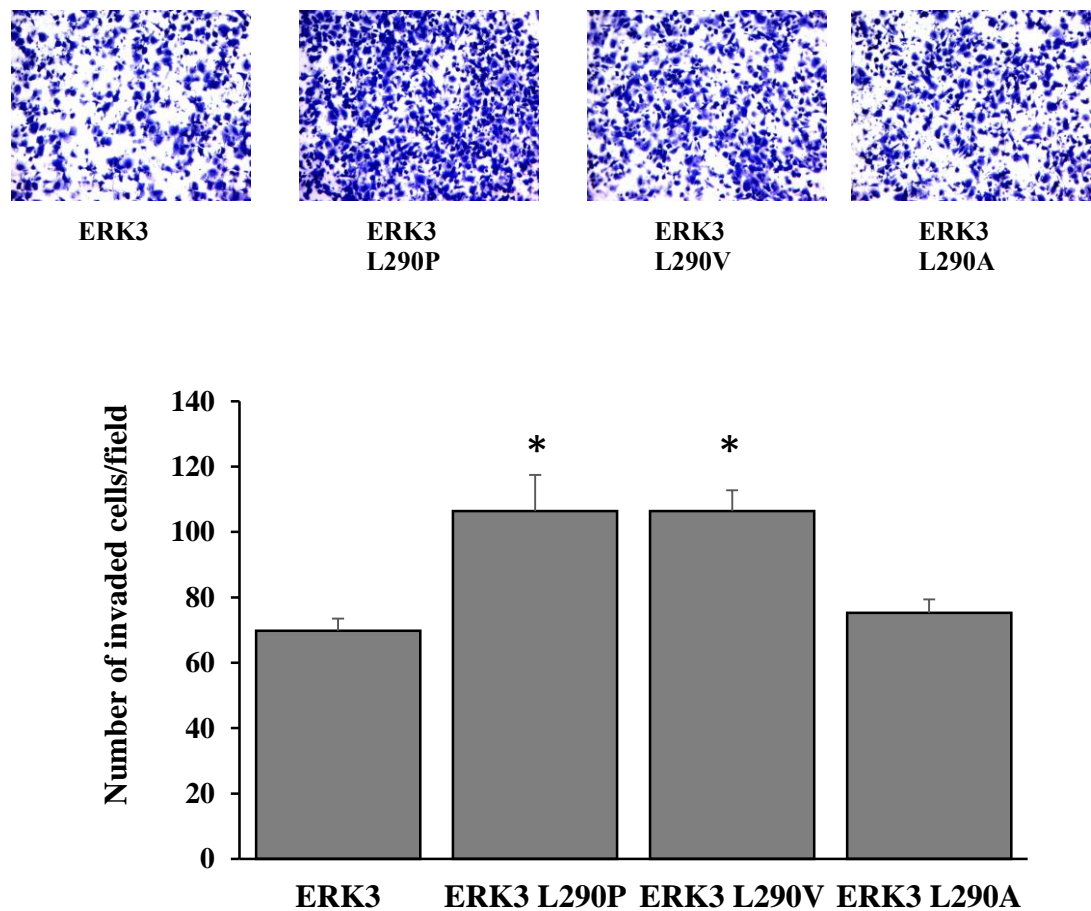 ERK3
ERK3
L290P
ERK3
L290V
ERK3
L290A
Number of invaded cells/field
140
120
100
80
60
40
20
0
*
*
ERK3
ERK3 L290P
ERK3 L290V
ERK3 L290A